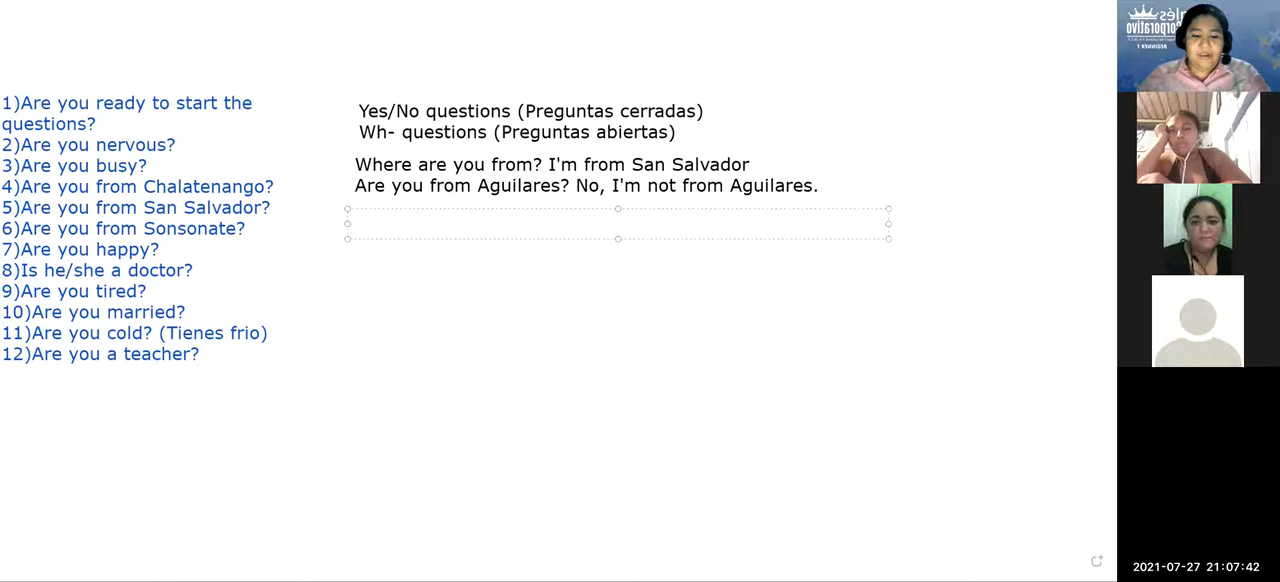 1)Are you ready to start the
questions?
2)Are you nervous?
3)Are you busy?
4)Are you from Chalatenango?
5)Are you from San Salvador?
6)Are you from Sonsonate?
7)Are you happy?
8)Is he/she a doctor?
9)Are you tired?
10)Are you married?
11)Are you cold? (Tienes frio)
12)Are you a teacher?
Yes/No questions (Preguntas cerradas)
Wh- questions (Preguntas abiertas)
Where are you from? I'm from San Salvador
Are you from Aguilares? No, I'm not from Aguilares.
BEGINNER 1
2021-07-27 21:07:42